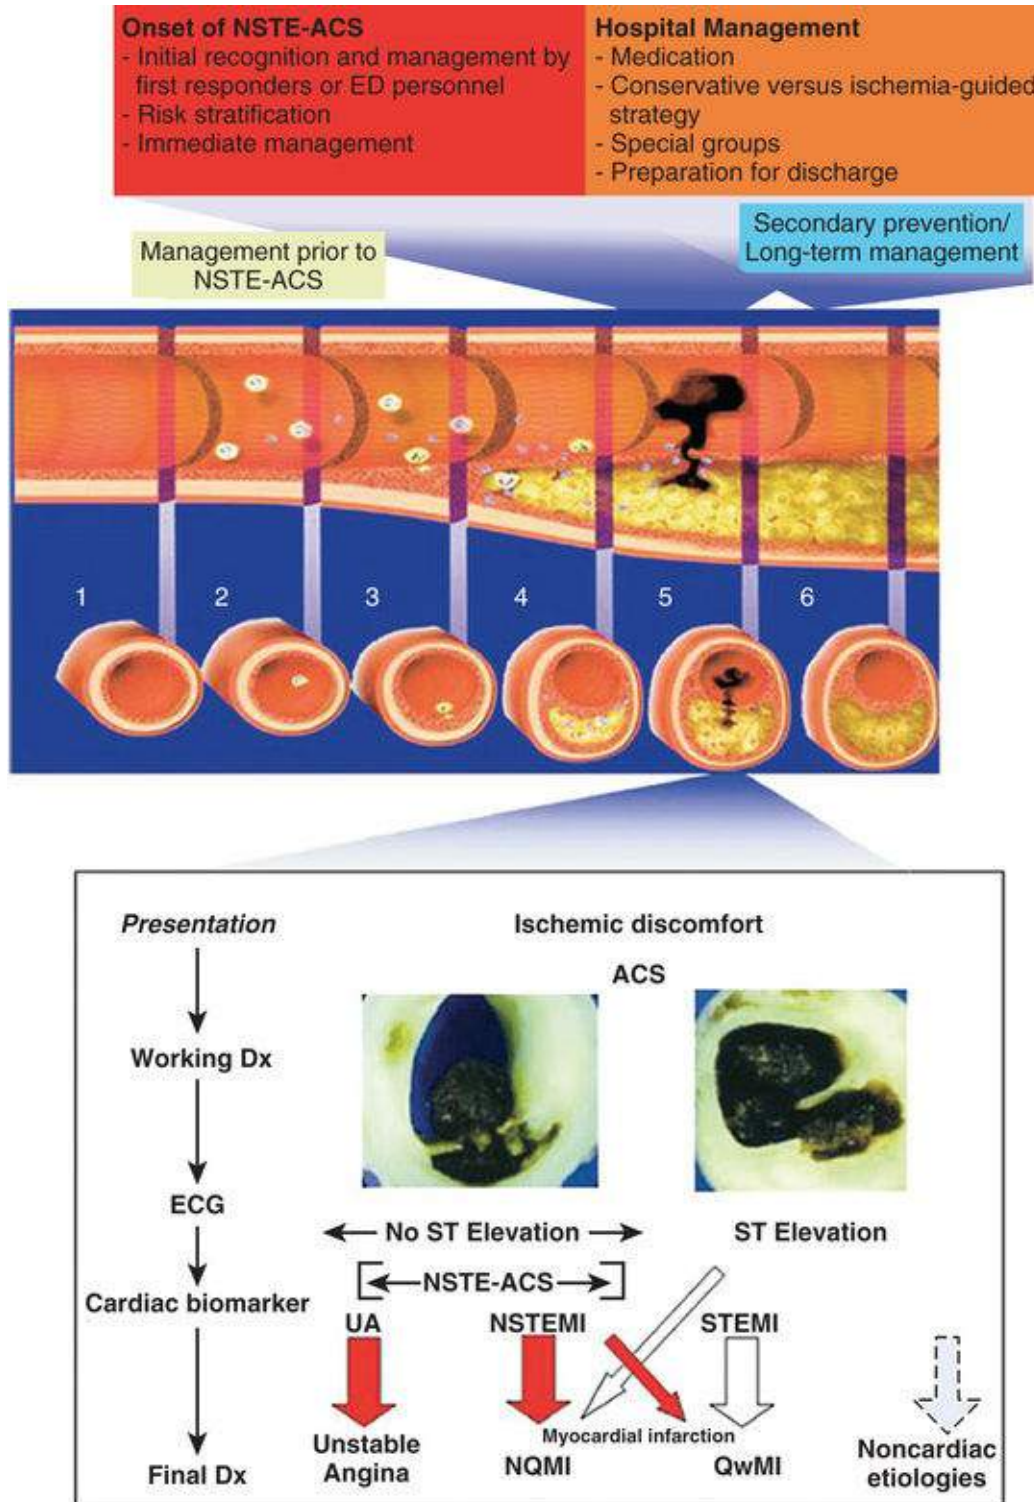 Onset of NSTE-ACS
- Initial recognition and management by
first responders or ED personnel
- Risk stratification
- Immediate management
Hospital Management
- Medication
- Conservative versus ischemia-guided
strategy
- Special groups
- Preparation for discharge
Management prior to
NSTE-ACS
Secondary prevention/
Long-term management
1
2
3
4
5
6
Presentation
Ischemic discomfort
ACS
Working Dx
ECG
No ST Elevation
ST Elevation
NSTE-ACS
Cardiac biomarker
UA
NSTEMI
STEMI
Myocardial infarction
Final Dx
Unstable
Angina
NQMI
QwMI
Noncardiac
etiologies